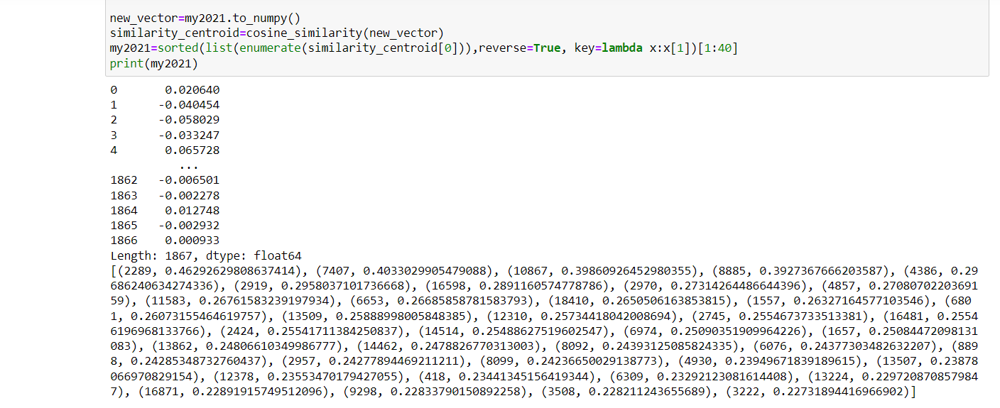 new_vector=my2021.to_numpy()
similarity_centroid=cosine_similarity(new_vector)
my2021=sorted(list(enumerate(similarity_centroid[0])),reverse=True, key=lambda x:x[1])[1:40]
print(my2021)
0       0.020640
1      -0.040454
2      -0.058029
3      -0.033247
4       0.065728
          ...
1862   -0.006501
1863   -0.002278
1864    0.012748
1865   -0.002932
1866    0.000933
Length: 1867, dtype: float64
[(2289, 0.46292629808637414), (7407, 0.4033029905479088), (10867, 0.39860926452980355), (8885, 0.3927367666203587), (4386, 0.29
686240634274336), (2919, 0.2958037101736668), (16598, 0.2891160574778786), (2970, 0.27314264486644396), (4857, 0.27080702203691
59), (11583, 0.26761583239197934), (6653, 0.26685858781583793), (18410, 0.2650506163853815), (1557, 0.26327164577103546), (680
1, 0.26073155464619757), (13509, 0.25888998005848385), (12310, 0.25734418042008694), (2745, 0.2554673733513381), (16481, 0.2554
6196968133766), (2424, 0.25541711384250837), (14514, 0.25488627519602547), (6974, 0.25090351909964226), (1657, 0.25084472098131
083), (13862, 0.24806610349986777), (14462, 0.2478826770313003), (8092, 0.24393125085824335), (6076, 0.24377303482632207), (889
8, 0.24285348732760437), (2957, 0.24277894469211211), (8099, 0.24236650029138773), (4930, 0.23949671839189615), (13507, 0.23878
066970829154), (12378, 0.23553470179427055), (418, 0.23441345156419344), (6309, 0.23292123081614408), (13224, 0.229720870857984
7), (16871, 0.22891915749512096), (9298, 0.22833790150892258), (3508, 0.228211243655689), (3222, 0.22731894416966902)]